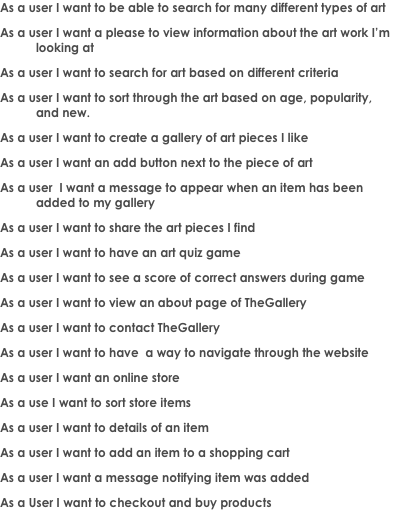 As a user I want to be able to search for many different types of art
As a user I want a please to view information about the art work I'm
looking at
As a user I want to search for art based on different criteria
As a user I want to sort through the art based on age, popularity,
and new.
As a user I want to create a gallery of art pieces I like
As a user I want an add button next to the piece of art
As a user  I want a message to appear when an item has been
added to my gallery
As a user I want to share the art pieces I find
As a user I want to have an art quiz game
As a user I want to see a score of correct answers during game
As a user I want to view an about page of TheGallery
As a user I want to contact TheGallery
As a user I want to have  a way to navigate through the website
As a user I want an online store
As a use I want to sort store items
As a user I want to details of an item
As a user I want to add an item to a shopping cart
As a user I want a message notifying item was added
As a User I want to checkout and buy products